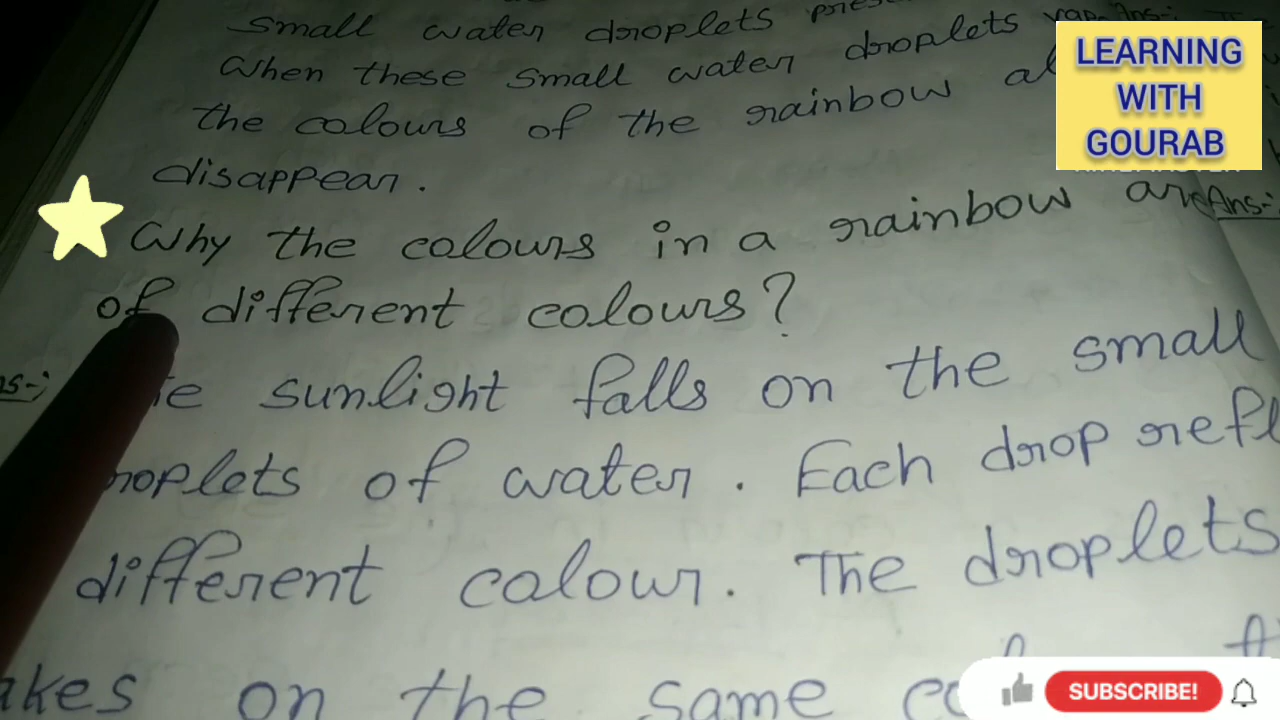 small water droplets
When these small water droplets
the colours of the rainbow
disappear.
Why the colours in a rainbow are
of different colours?
sunlight falls on the small
droplets of water. Each drop refl
different colour. The droplets
on the same
Ans-:
LEARNING
WITH
GOURAB
SUBSCRIBE!